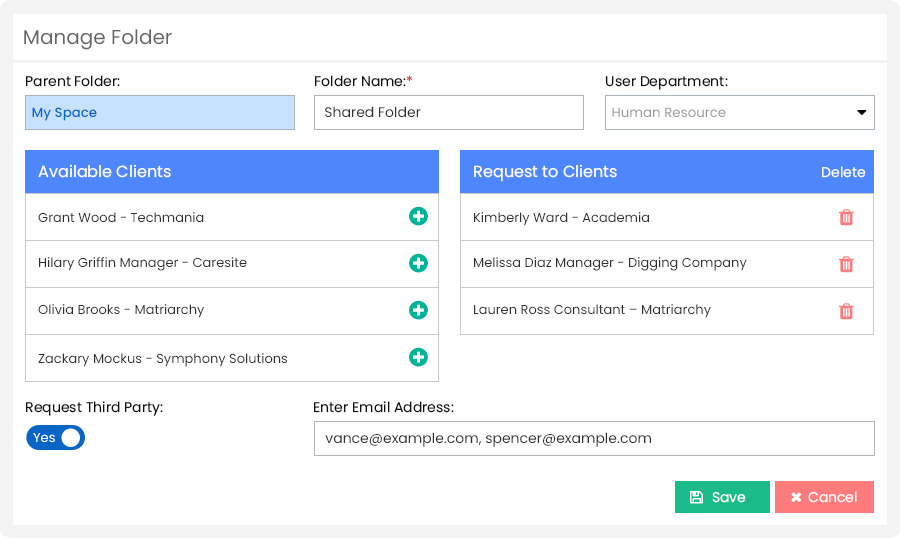 Manage Folder
Parent Folder: Folder Name:* User Department:
My Space Shared Folder Human Resource
Available Clients
Grant Wood - Techmania
Hilary Griffin Manager - Caresite
Olivia Brooks - Matriarchy
Zackary Mockus - Symphony Solutions
Request to Clients Delete
Kimberly Ward - Academia
Melissa Diaz Manager - Digging Company
Lauren Ross Consultant – Matriarchy
Request Third Party:
Yes
Enter Email Address:
vance@example.com, spencer@example.com
Save Cancel